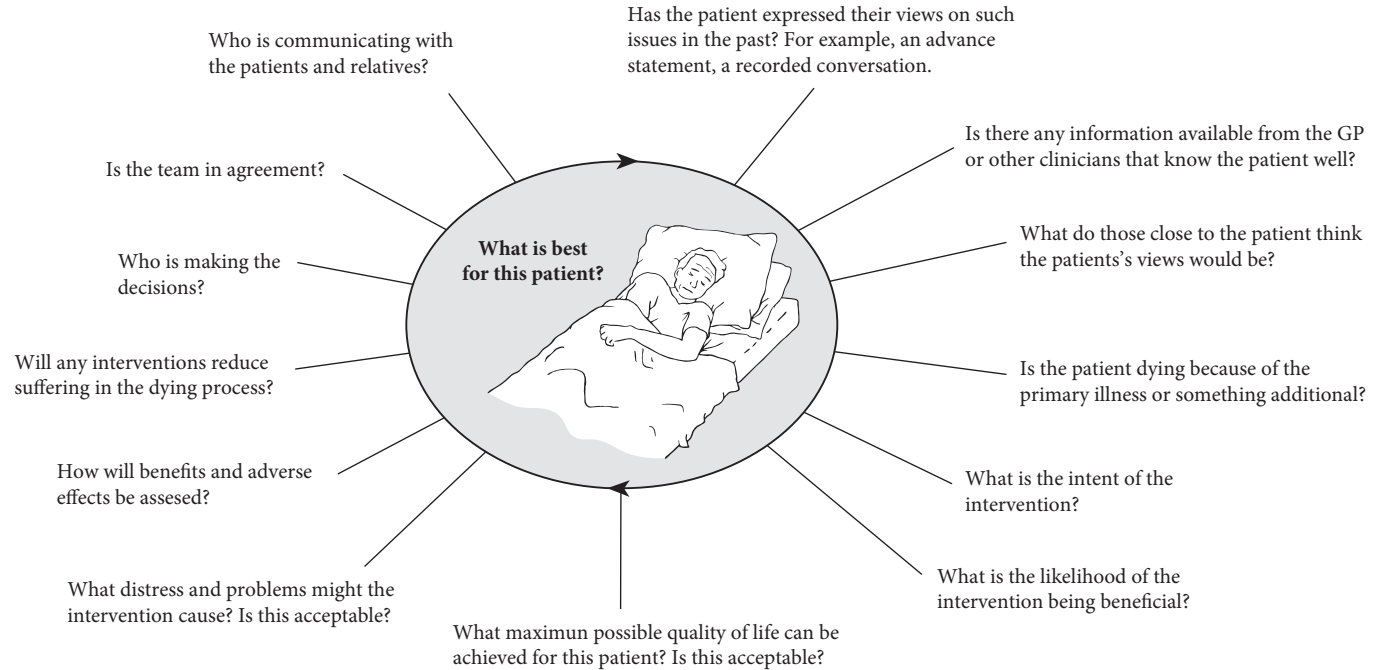 Has the patient expressed their views on such
issues in the past? For example, an advance
statement, a recorded conversation.
Is there any information available from the GP
or other clinicians that know the patient well?
What do those close to the patient think
the patients's views would be?
Is the patient dying because of the
primary illness or something additional?
What is the intent of the
intervention?
What is the likelihood of the
intervention being beneficial?
What maximun possible quality of life can be
achieved for this patient? Is this acceptable?
What distress and problems might the
intervention cause? Is this acceptable?
How will benefits and adverse
effects be assesed?
Will any interventions reduce
suffering in the dying process?
Who is making the
decisions?
Is the team in agreement?
Who is communicating with
the patients and relatives?
What is best
for this patient?